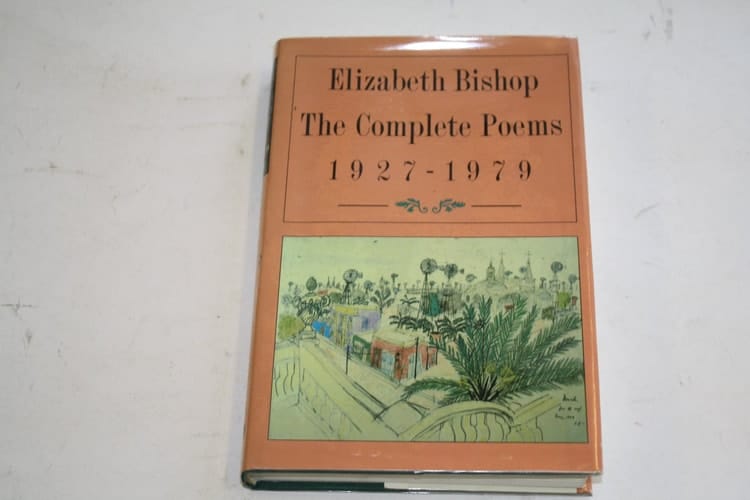 Elizabeth Bishop
The Complete Poems
1927-1979